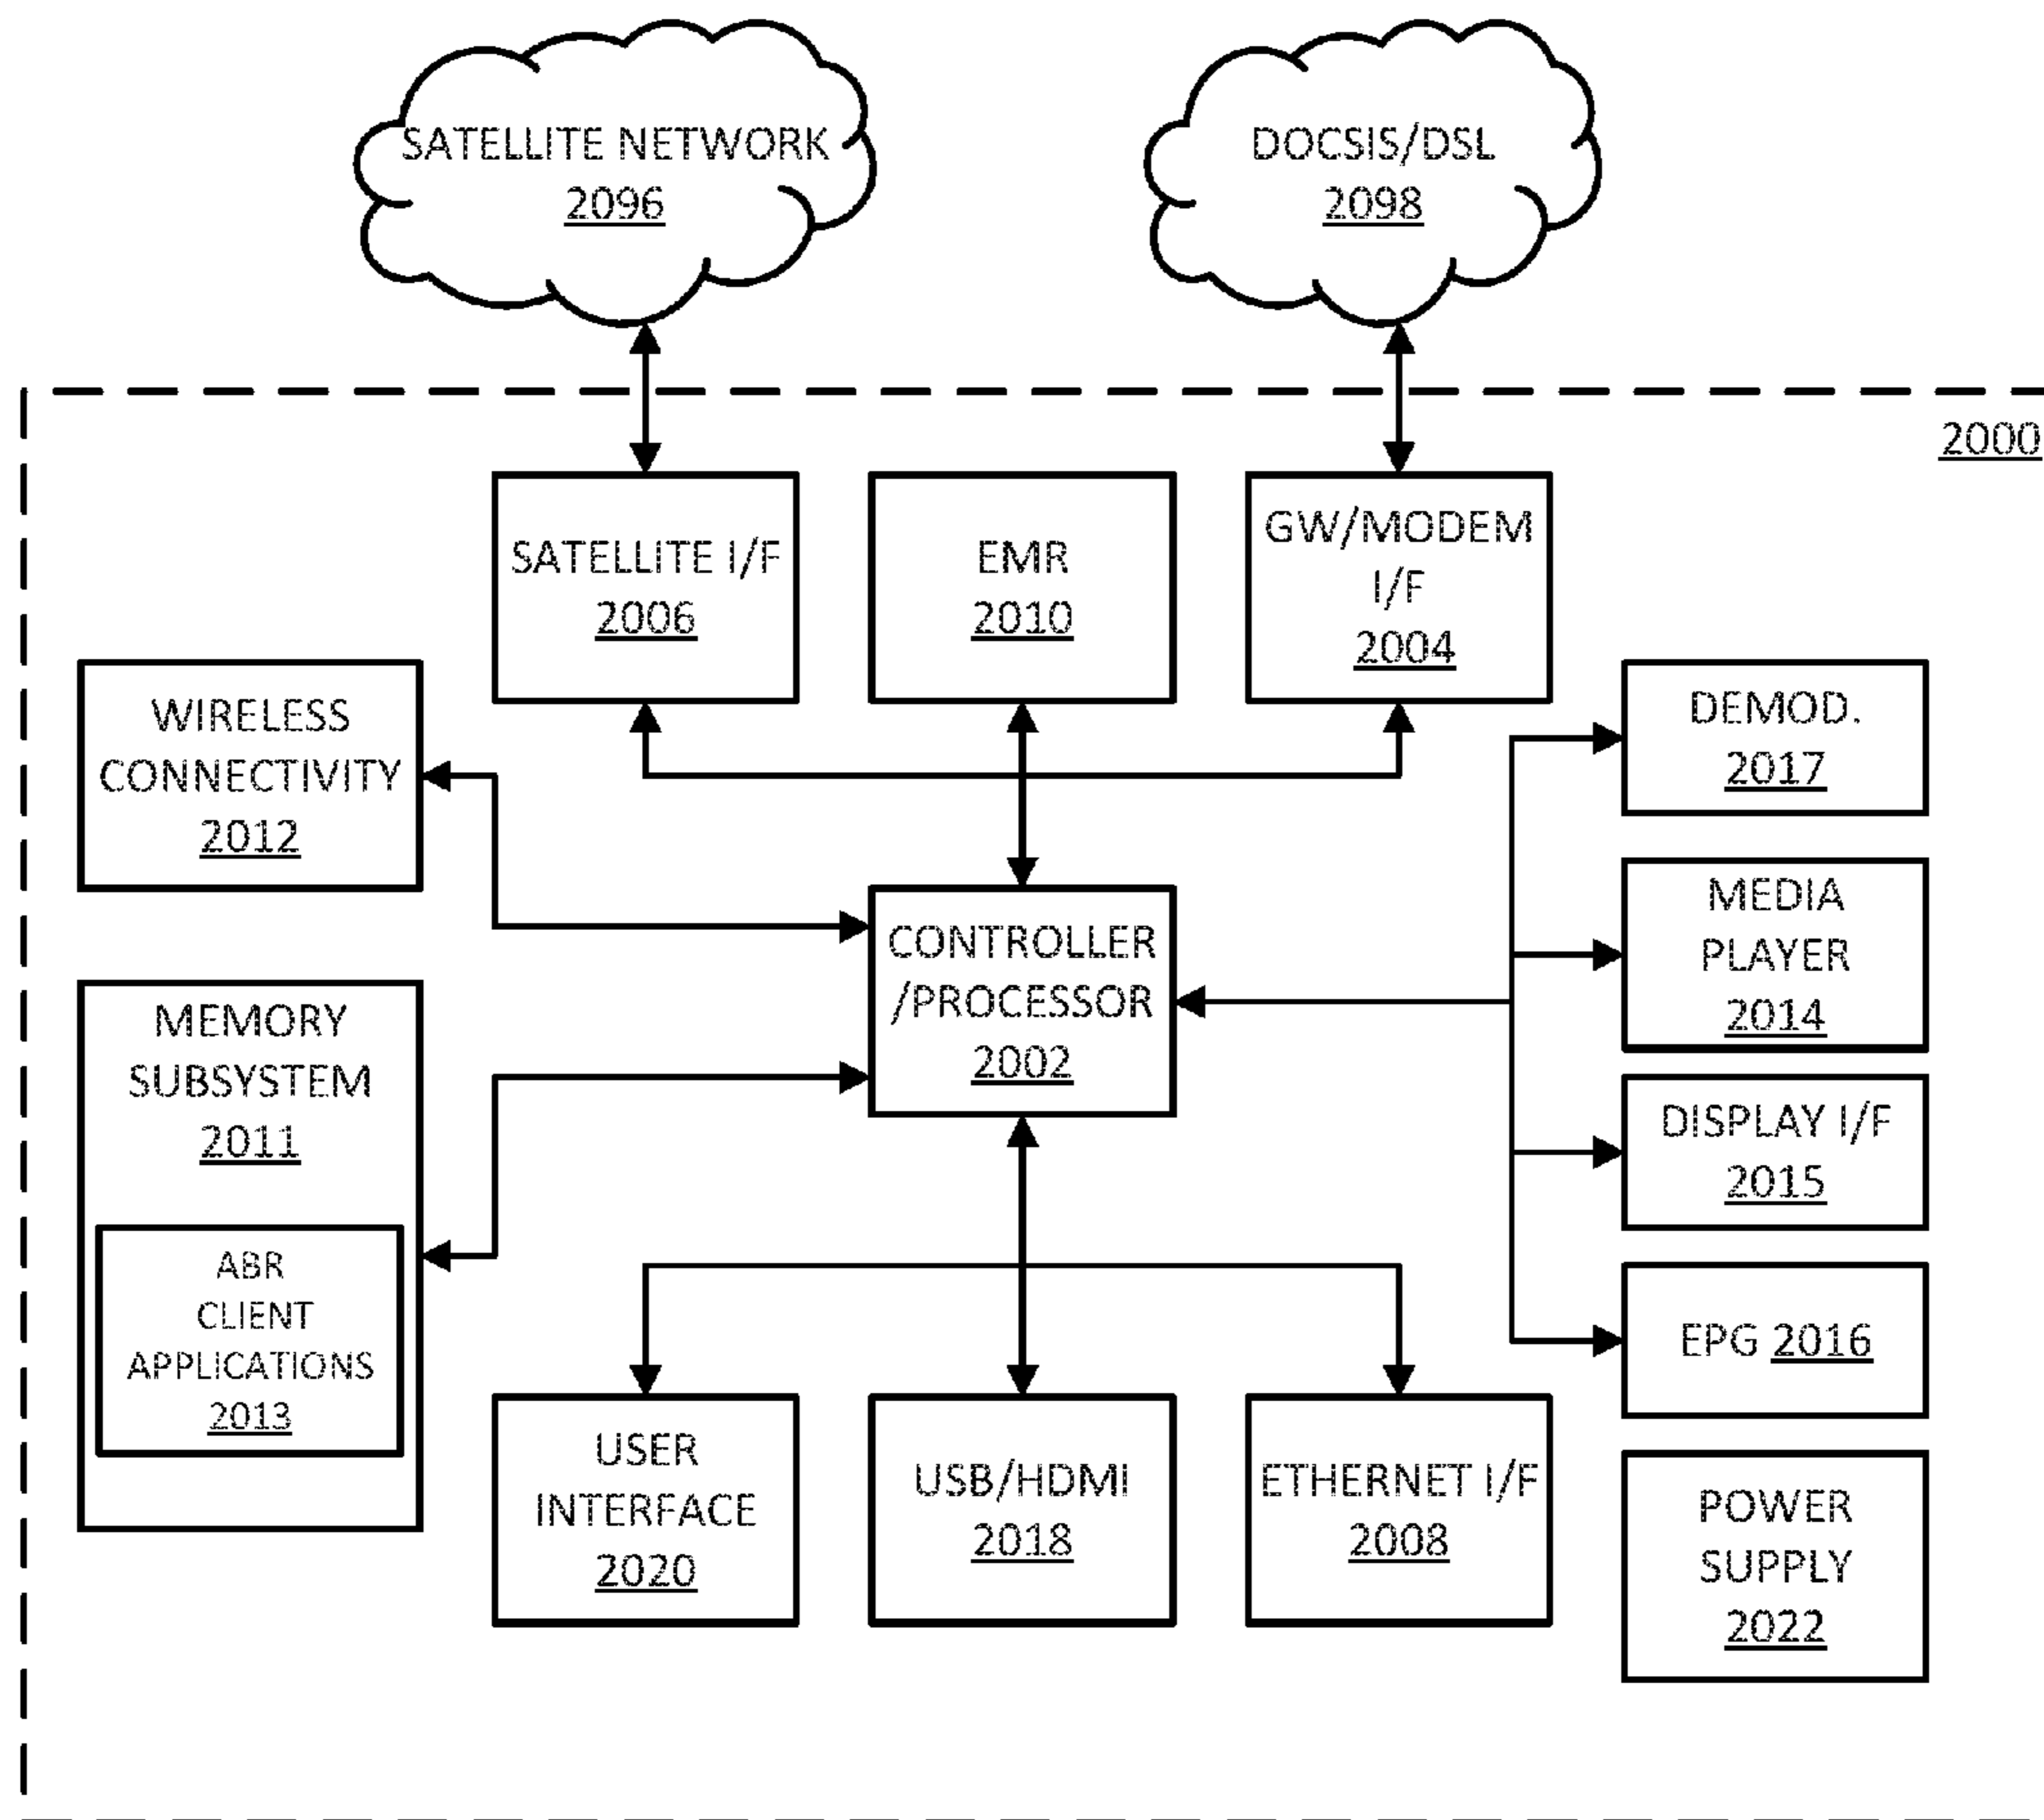 SATELLITE NETWORK
2096
DOCSIS/DSL
2098
2000
SATELLITE I/F
2006
EMR
2010
GW/MODEM
I/F
2004
WIRELESS
CONNECTIVITY
2012
DEMOD.
2017
MEDIA
PLAYER
2014
CONTROLLER
/PROCESSOR
2002
MEMORY
SUBSYSTEM
2011
ABR
CLIENT
APPLICATIONS
2013
DISPLAY I/F
2015
EPG 2016
USER
INTERFACE
2020
USB/HDMI
2018
ETHERNET I/F
2008
POWER
SUPPLY
2022